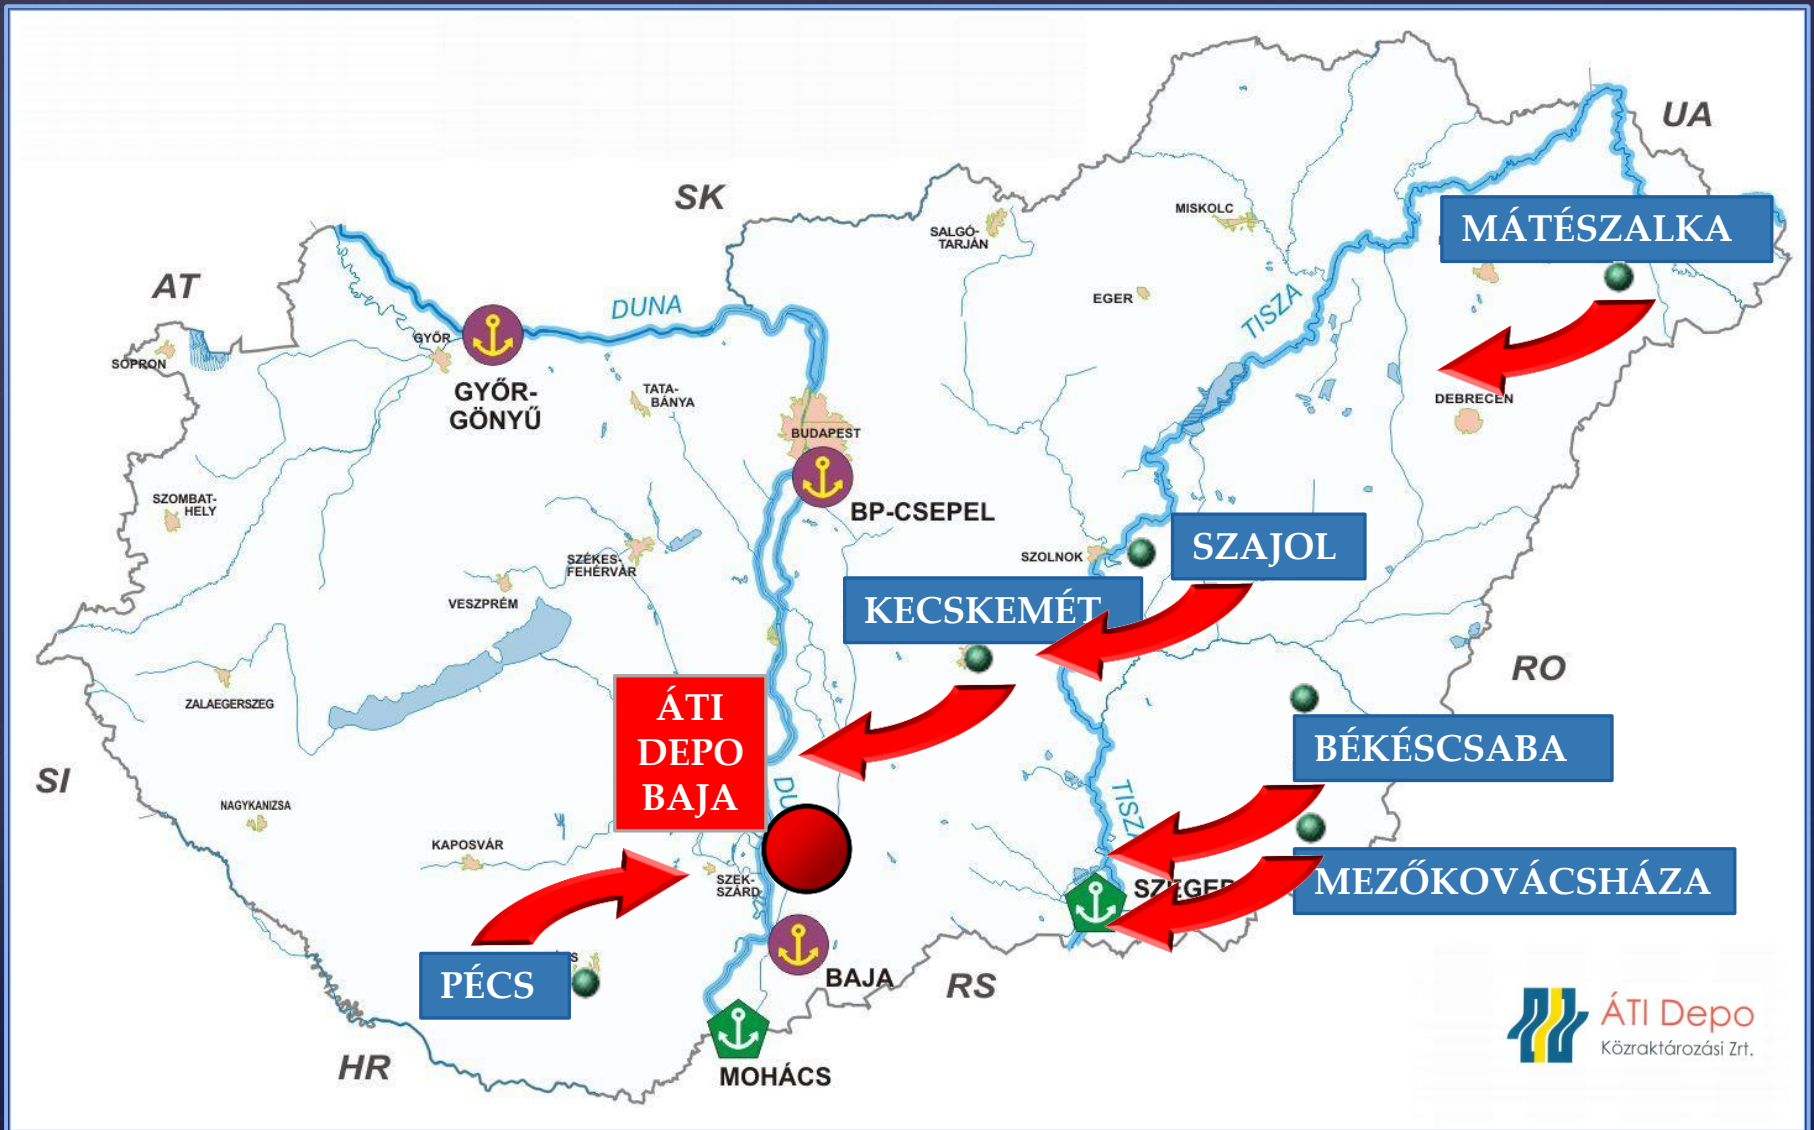 UA
SK
MISKOLC
SALGÓ-
TARJÁN
MÁTÉSZALKA
AT
DUNA
TISZA
EGER
GYŐR
SOPRON
GYŐR-
GÖNYŰ
TATA-
BÁNYA
DEBRECEN
BUDAPEST
SZOMBAT-
HELY
BP-CSEPEL
SZOLNOK
SZAJOL
SZÉKES-
FEHÉRVÁR
VESZPRÉM
KECSKEMÉT
RO
ZALAEGERSZEG
ÁTI
DEPO
BAJA
BÉKÉSCSABA
SI
NAGYKANIZSA
KAPOSVÁR
SZEK-
SZÁRD
MEZŐKOVÁCSHÁZA
PÉCS
BAJA
RS
HR
MOHÁCS
ÁTI Depo
Közraktározási Zrt.